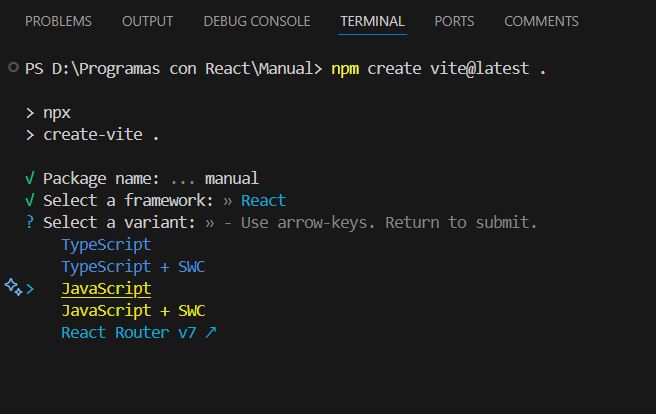 PROBLEMS OUTPUT DEBUG CONSOLE TERMINAL PORTS COMMENTS
PS D:\Programas con React\Manual> npm create vite@latest .
> npx
> create-vite .
√ Package name: ... manual
√ Select a framework: » React
? Select a variant: » - Use arrow-keys. Return to submit.
TypeScript
TypeScript + SWC
> JavaScript
JavaScript + SWC
React Router v7 ↗